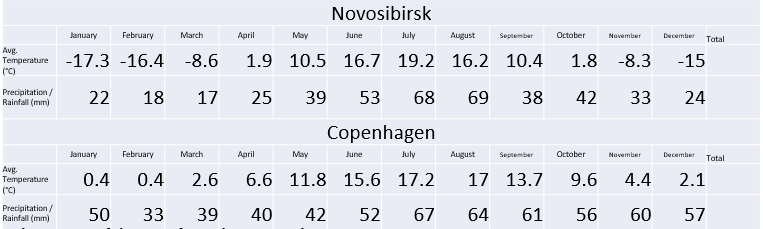 Novosibirsk
January February March April May June July August September October November December Total
Avg. Temperature (°C) -17.3 -16.4 -8.6 1.9 10.5 16.7 19.2 16.2 10.4 1.8 -8.3 -15
Precipitation / Rainfall (mm) 22 18 17 25 39 53 68 69 38 42 33 24
Copenhagen
January February March April May June July August September October November December Total
Avg. Temperature (°C) 0.4 0.4 2.6 6.6 11.8 15.6 17.2 17 13.7 9.6 4.4 2.1
Precipitation / Rainfall (mm) 50 33 39 40 42 52 67 64 61 56 60 57